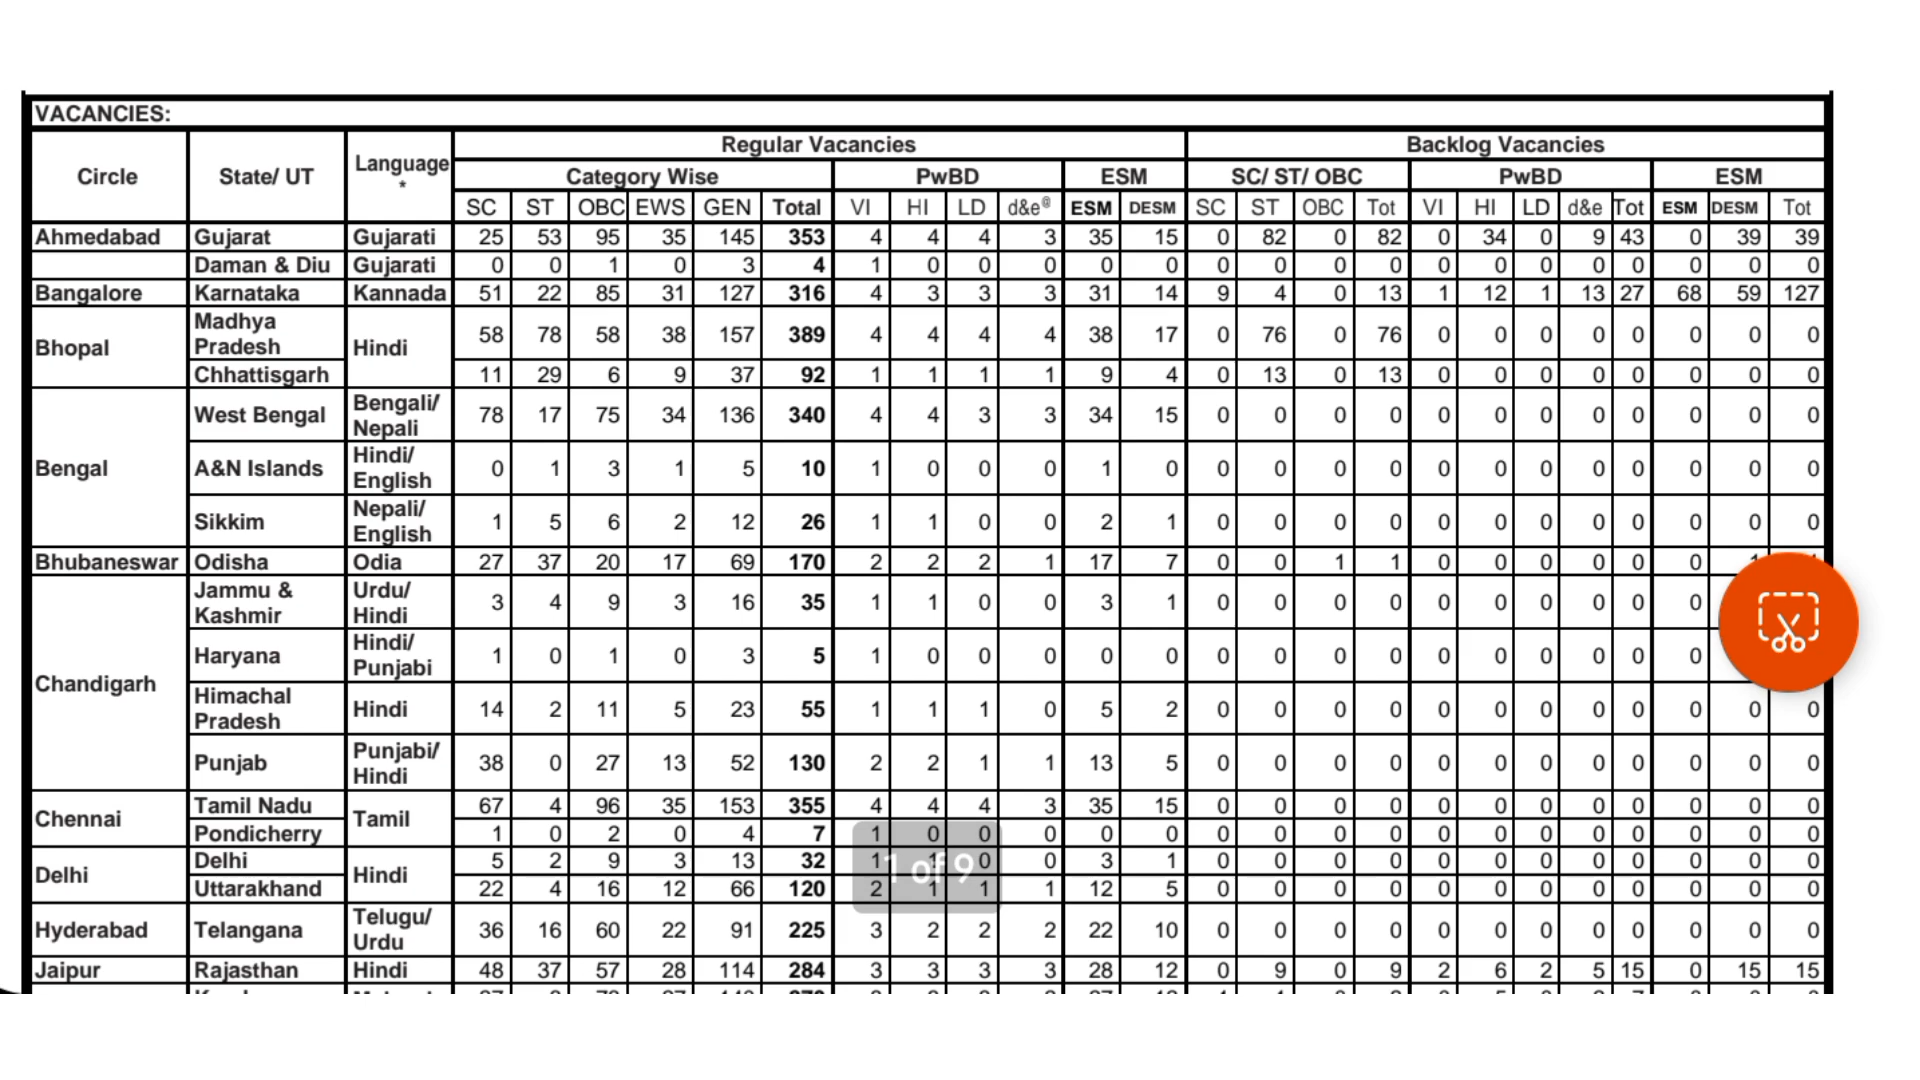 VACANCIES:
Circle State/ UT Language * Regular Vacancies Backlog Vacancies
Category Wise PwBD ESM SC/ ST/ OBC PwBD ESM
SC ST OBC EWS GEN Total VI HI LD d&e@ ESM DESM SC ST OBC Tot VI HI LD d&e Tot ESM DESM Tot
Ahmedabad Gujarat Gujarati 25 53 95 35 145 353 4 4 4 3 35 15 0 82 0 82 0 34 0 9 43 0 39 39
Daman & Diu Gujarati 0 0 1 0 3 4 1 0 0 0 0 0 0 0 0 0 0 0 0 0 0 0 0 0
Bangalore Karnataka Kannada 51 22 85 31 127 316 4 3 3 3 31 14 9 4 0 13 1 12 1 13 27 68 59 127
Bhopal Madhya Pradesh Hindi 58 78 58 38 157 389 4 4 4 4 38 17 0 76 0 76 0 0 0 0 0 0 0 0
Chhattisgarh 11 29 6 9 37 92 1 1 1 1 9 4 0 13 0 13 0 0 0 0 0 0 0 0
Bengal West Bengal Bengali/ Nepali 78 17 75 34 136 340 4 4 3 3 34 15 0 0 0 0 0 0 0 0 0 0 0 0
A&N Islands Hindi/ English 0 1 3 1 5 10 1 0 0 0 1 0 0 0 0 0 0 0 0 0 0 0 0 0
Sikkim Nepali/ English 1 5 6 2 12 26 1 1 0 0 2 1 0 0 0 0 0 0 0 0 0 0 0 0
Bhubaneswar Odisha Odia 27 37 20 17 69 170 2 2 2 1 17 7 0 0 1 1 0 0 0 0 0 0
Chandigarh Jammu & Kashmir Urdu/ Hindi 3 4 9 3 16 35 1 1 0 0 3 1 0 0 0 0 0 0 0 0 0 0
Haryana Hindi/ Punjabi 1 0 1 0 3 5 1 0 0 0 0 0 0 0 0 0 0 0 0 0 0 0
Himachal Pradesh Hindi 14 2 11 5 23 55 1 1 1 0 5 2 0 0 0 0 0 0 0 0 0 0 0 0
Punjab Punjabi/ Hindi 38 0 27 13 52 130 2 2 1 1 13 5 0 0 0 0 0 0 0 0 0 0 0 0
Chennai Tamil Nadu Tamil 67 4 96 35 153 355 4 4 4 3 35 15 0 0 0 0 0 0 0 0 0 0 0 0
Pondicherry 1 0 2 0 4 7 1 0 0 0 0 0 0 0 0 0 0 0 0 0 0 0 0 0
Delhi Delhi Hindi 5 2 9 3 13 32 1 1 0 0 3 1 0 0 0 0 0 0 0 0 0 0 0 0
1 of 9
Uttarakhand 22 4 16 12 66 120 2 1 1 1 12 5 0 0 0 0 0 0 0 0 0 0 0 0
Hyderabad Telangana Telugu/ Urdu 36 16 60 22 91 225 3 2 2 2 22 10 0 0 0 0 0 0 0 0 0 0 0 0
Jaipur Rajasthan Hindi 48 37 57 28 114 284 3 3 3 3 28 12 0 9 0 9 2 6 2 5 15 0 15 15